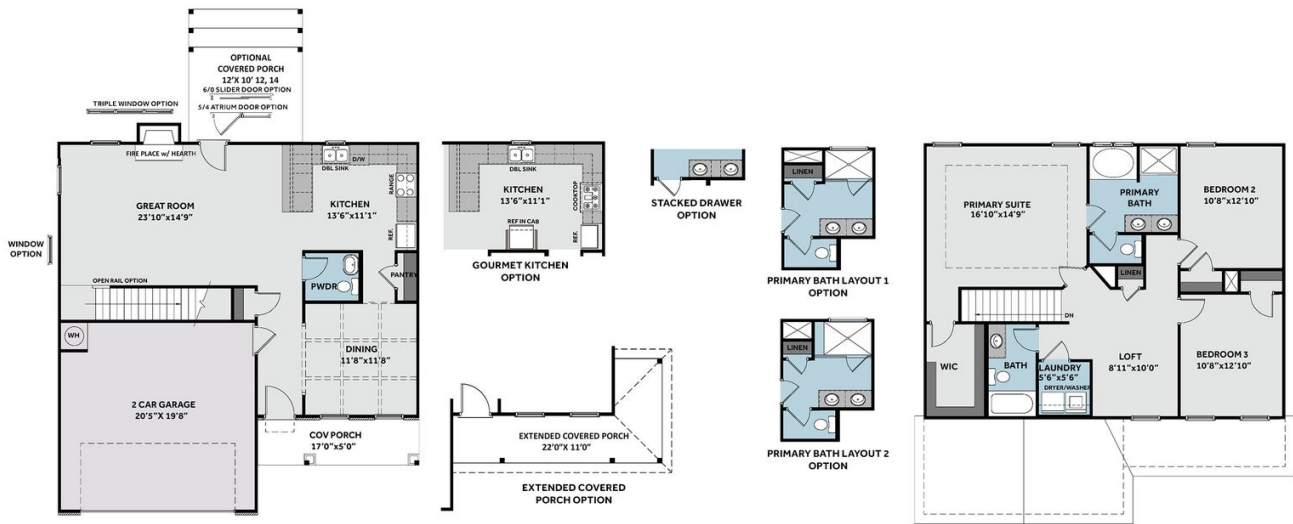 OPTIONAL
COVERED PORCH
12'X 10' 12, 14
6/0 SLIDER DOOR OPTION
5/4 ATRIUM DOOR OPTION
TRIPLE WINDOW OPTION
FIRE PLACE w/ HEARTH
GREAT ROOM
23'10"x14'9"
WINDOW
OPTION
OPEN RAIL OPTION
DBL SINK
D/W
RANGE
KITCHEN
13'6"x11'1"
REF.
PWDR
PANTRY
WH
DINING
11'8"x11'8"
2 CAR GARAGE
20'5"X 19'8"
COV PORCH
17'0"x5'0"
DBL SINK
KITCHEN
13'6"x11'1"
COOKTOP
REF IN CAB
REF.
GOURMET KITCHEN
OPTION
EXTENDED COVERED PORCH
22'0"X 11'0"
EXTENDED COVERED
PORCH OPTION
STACKED DRAWER
OPTION
LINEN
PRIMARY BATH LAYOUT 1
OPTION
LINEN
PRIMARY BATH LAYOUT 2
OPTION
PRIMARY SUITE
16'10"x14'9"
PRIMARY
BATH
BEDROOM 2
10'8"x12'10"
LINEN
DN
WIC
BATH
LAUNDRY
5'6"x5'6"
DRYER/WASHER
LOFT
8'11"x10'0"
BEDROOM 3
10'8"x12'10"